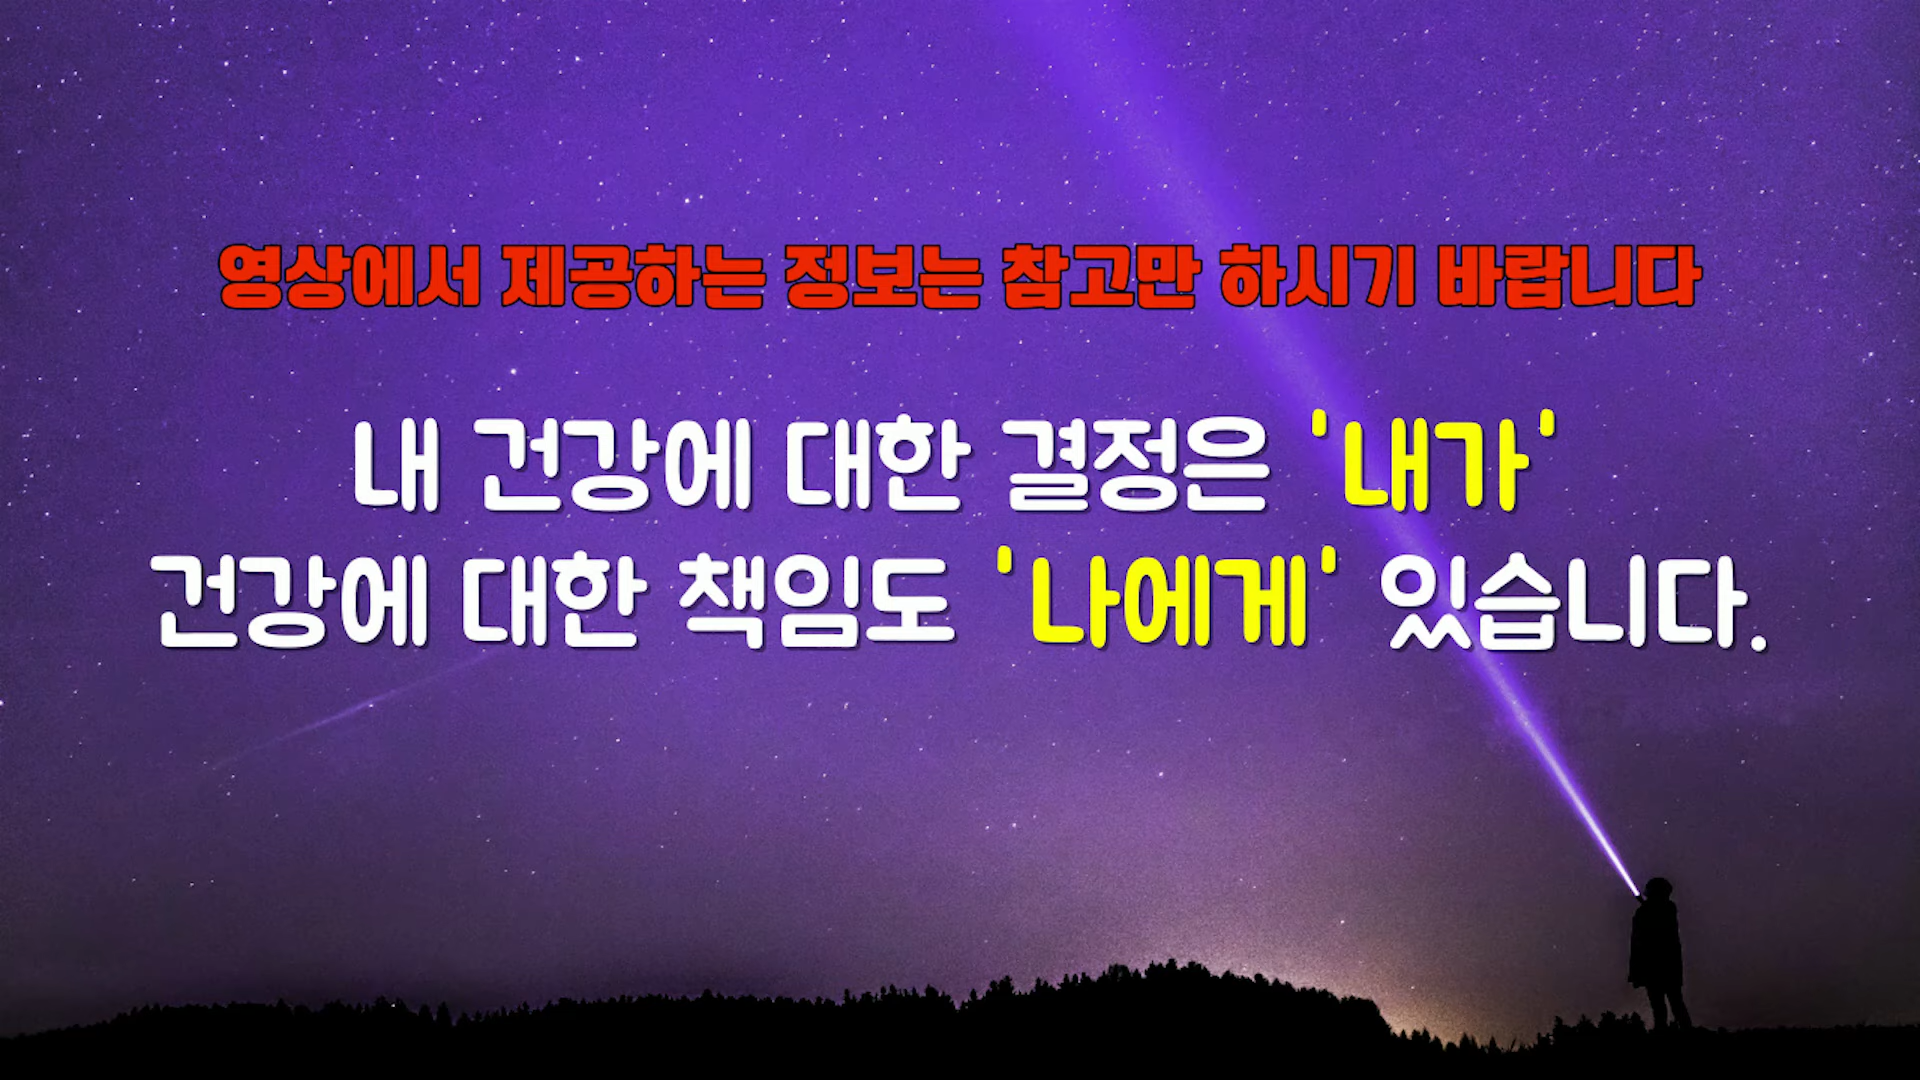 영상에서 제공하는 정보는 참고만 하시기 바랍니다
내 건강에 대한 결정은 '내가'
건강에 대한 책임도 '나에게' 있습니다.